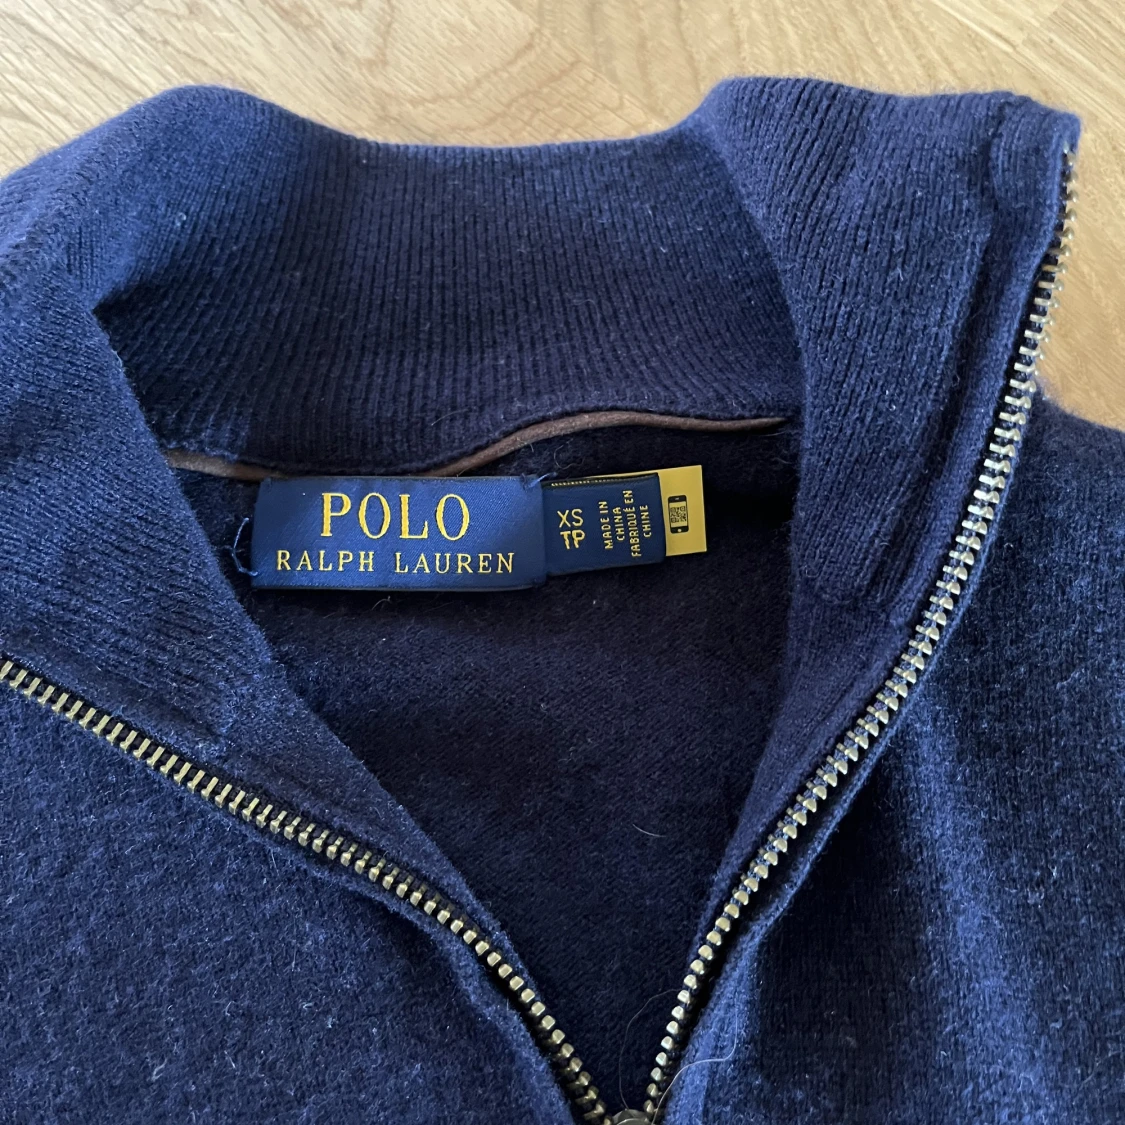 POLO
RALPH LAUREN
XS
TP
MADE IN
CHINA
FABRIQUÉ EN
CHINE